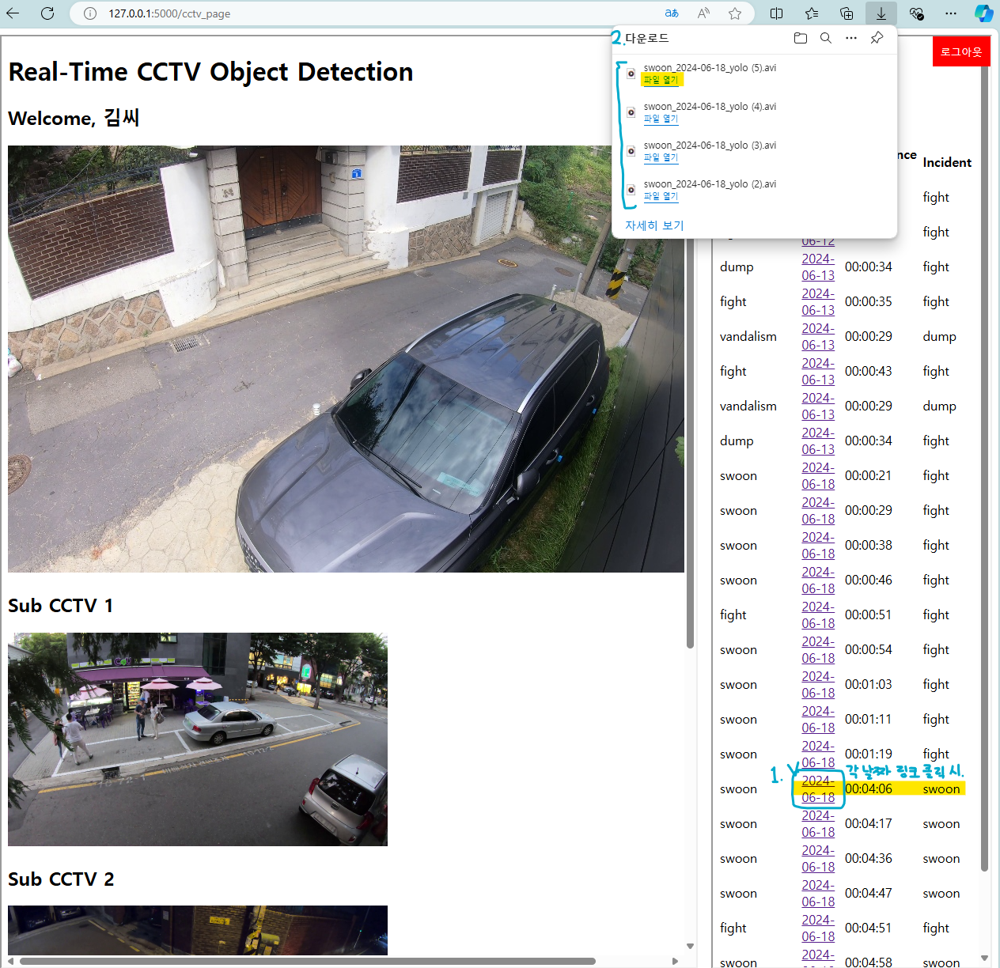 127.0.0.1:5000/cctv_page
2. 다운로드
로그아웃
swoon_2024-06-18_yolo (5).avi
파일 열기
swoon_2024-06-18_yolo (4).avi
파일 열기
swoon_2024-06-18_yolo (3).avi
파일 열기
swoon_2024-06-18_yolo (2).avi
파일 열기
자세히 보기
Real-Time CCTV Object Detection
Welcome, 김씨
Sub CCTV 1
Sub CCTV 2
nce Incident
fight
fight
06-12
dump 2024-06-13 00:00:34 fight
fight 2024-06-13 00:00:35 fight
vandalism 2024-06-13 00:00:29 dump
fight 2024-06-13 00:00:43 fight
vandalism 2024-06-13 00:00:29 dump
dump 2024-06-13 00:00:34 fight
swoon 2024-06-18 00:00:21 fight
swoon 2024-06-18 00:00:29 fight
swoon 2024-06-18 00:00:38 fight
swoon 2024-06-18 00:00:46 fight
fight 2024-06-18 00:00:51 fight
swoon 2024-06-18 00:00:54 fight
swoon 2024-06-18 00:01:03 fight
swoon 2024-06-18 00:01:11 fight
swoon 2024-06-18 00:01:19 fight
1. 각 날짜 링크 클릭 시.
swoon 2024-06-18 00:04:06 swoon
swoon 2024-06-18 00:04:17 swoon
swoon 2024-06-18 00:04:36 swoon
swoon 2024-06-18 00:04:47 swoon
fight 2024-06-18 00:04:51 fight
swoon 2024- 00:04:58 swoon